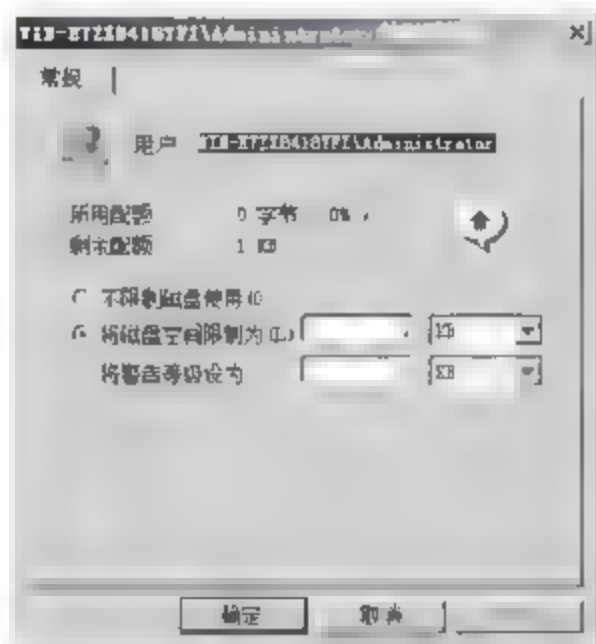 常规
用户
所用配额 0 字节 0%
剩余配额 1 KB
不限制磁盘使用
将磁盘空间限制为(L) KB
将警告等级设为 KB
确定 取消